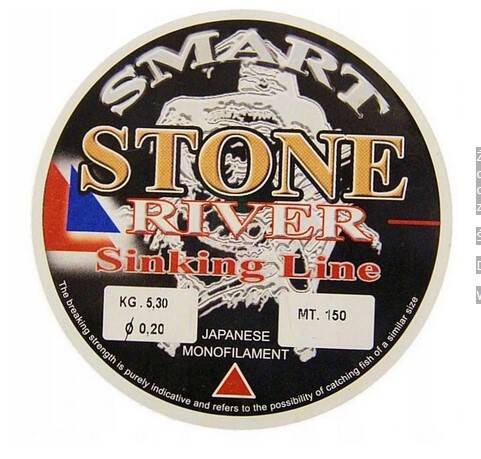 SMART
STONE
RIVER
Sinking Line
KG. 5,30
Ø 0,20
MT. 150
JAPANESE
MONOFILAMENT
The breaking strength is purely indicative and refers to the possibility of catching fish of a similar size